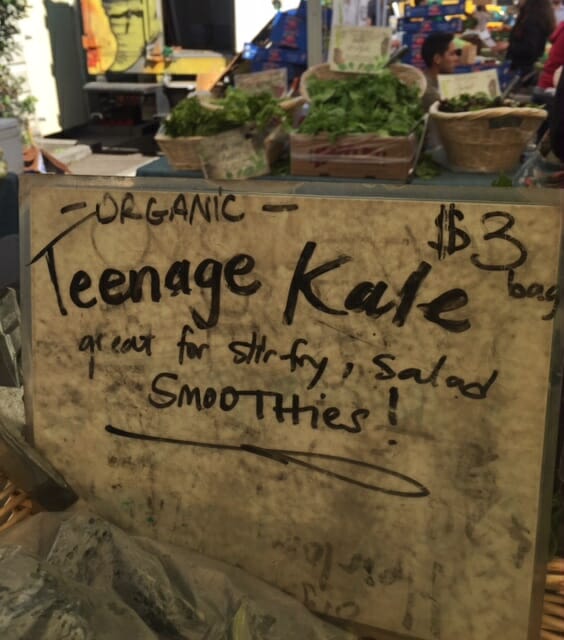 - ORGANIC -
$3
bag
Teenage Kale
great for stir-fry, Salad
SMOOTHies!